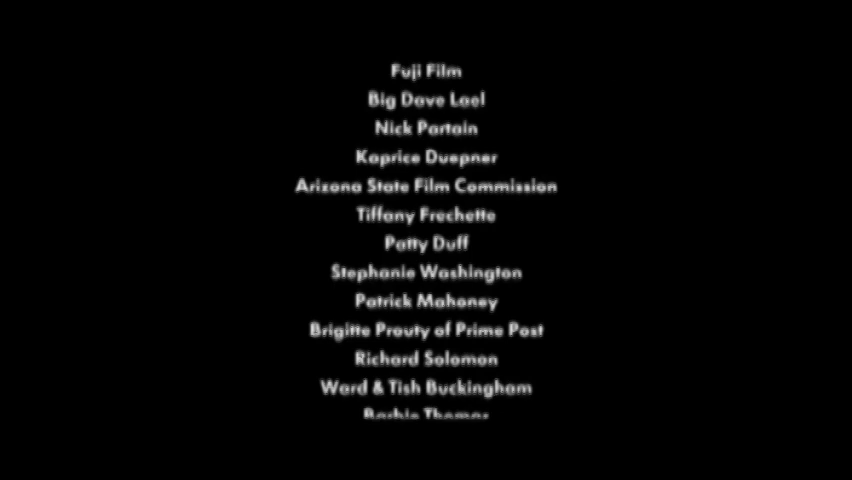 Fuji Film
Big Dave Lael
Nick Partain
Kaprice Duepner
Arizona State Film Commission
Tiffany Frechette
Patty Duff
Stephanie Washington
Patrick Mahoney
Brigitte Prouty of Prime Post
Richard Solomon
Ward & Tish Buckingham
Thomas